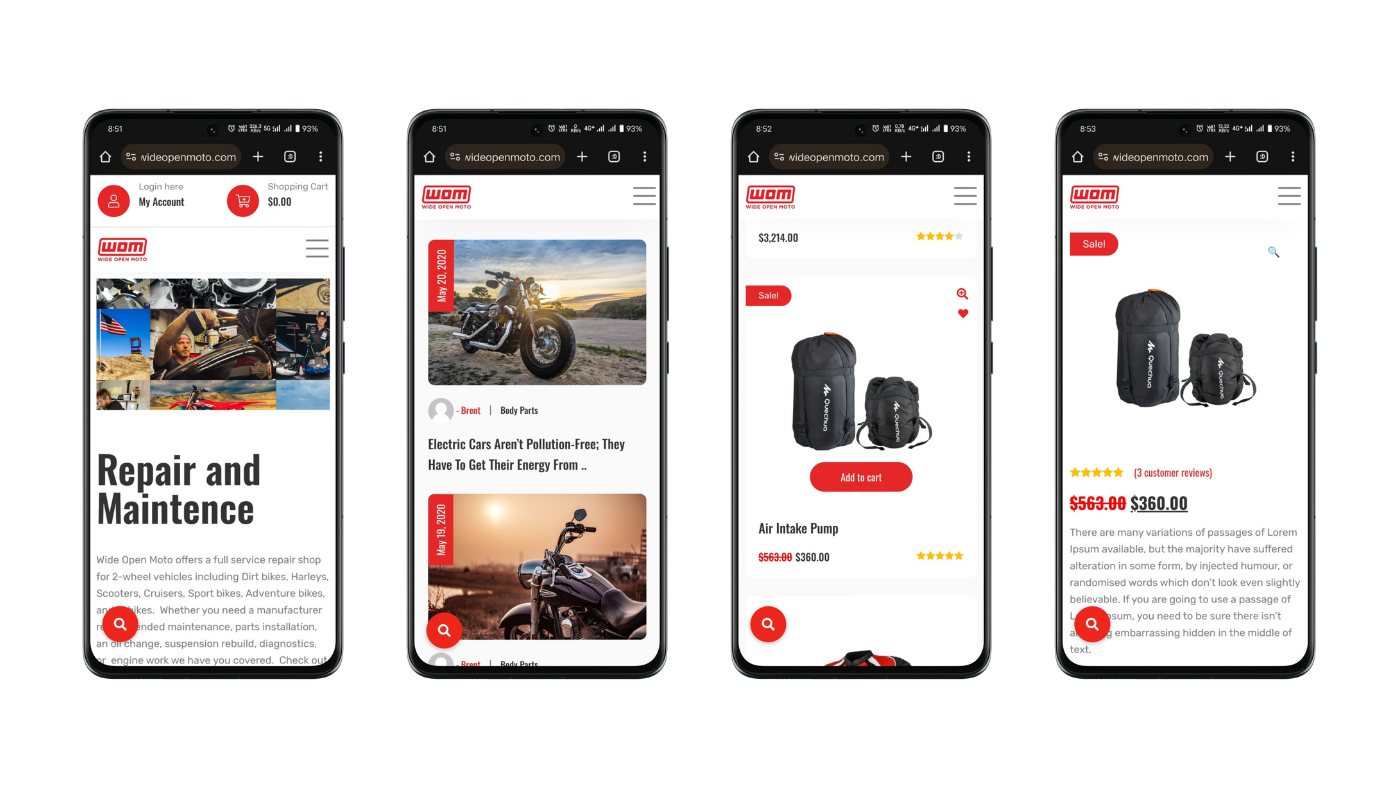 8:51
5G
93%
wideopenmoto.com
Login here
My Account
Shopping Cart
$0.00
wom
WIDE OPEN MOTO
Repair and
Maintence
Wide Open Moto offers a full service repair shop
for 2-wheel vehicles including Dirt bikes, Harleys,
Scooters, Cruisers, Sport bikes, Adventure bikes,
bikes. Whether you need a manufacturer
maintenance, parts installation,
an oil change, suspension rebuild, diagnostics,
or engine work we have you covered. Check out
8:51
4G+
93%
wideopenmoto.com
wom
WIDE OPEN MOTO
May 20, 2020
- Brent | Body Parts
Electric Cars Aren't Pollution-Free; They
Have To Get Their Energy From ..
May 19, 2020
- Brent | Body Parts
8:52
4G+
93%
wideopenmoto.com
wom
WIDE OPEN MOTO
$3,214.00
Sale!
Quechua
Quechua
Add to cart
Air Intake Pump
$563.00 $360.00
8:53
4G+
93%
wideopenmoto.com
wom
WIDE OPEN MOTO
Sale!
Quechua
Quechua
(3 customer reviews)
$563.00 $360.00
There are many variations of passages of Lorem
Ipsum available, but the majority have suffered
alteration in some form, by injected humour, or
randomised words which don't look even slightly
believable. If you are going to use a passage of
you need to be sure there isn't
embarrassing hidden in the middle of
text.